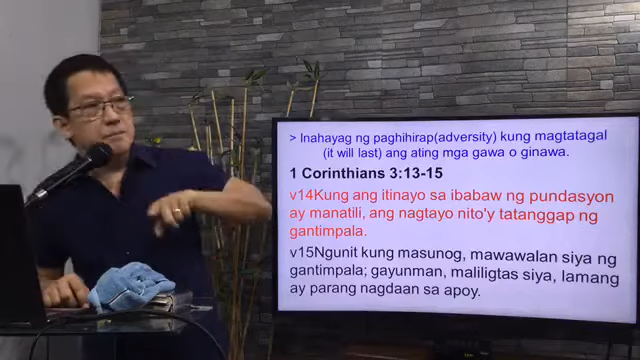 > Inahayag ng paghihirap(adversity) kung magtatagal
(it will last) ang ating mga gawa o ginawa.
1 Corinthians 3:13-15
v14Kung ang itinayo sa ibabaw ng pundasyon
ay manatili, ang nagtayo nito'y tatanggap ng
gantimpala.
v15Ngunit kung masunog, mawawalan siya ng
gantimpala; gayunman, maliligtas siya, lamang
ay parang nagdaan sa apoy.